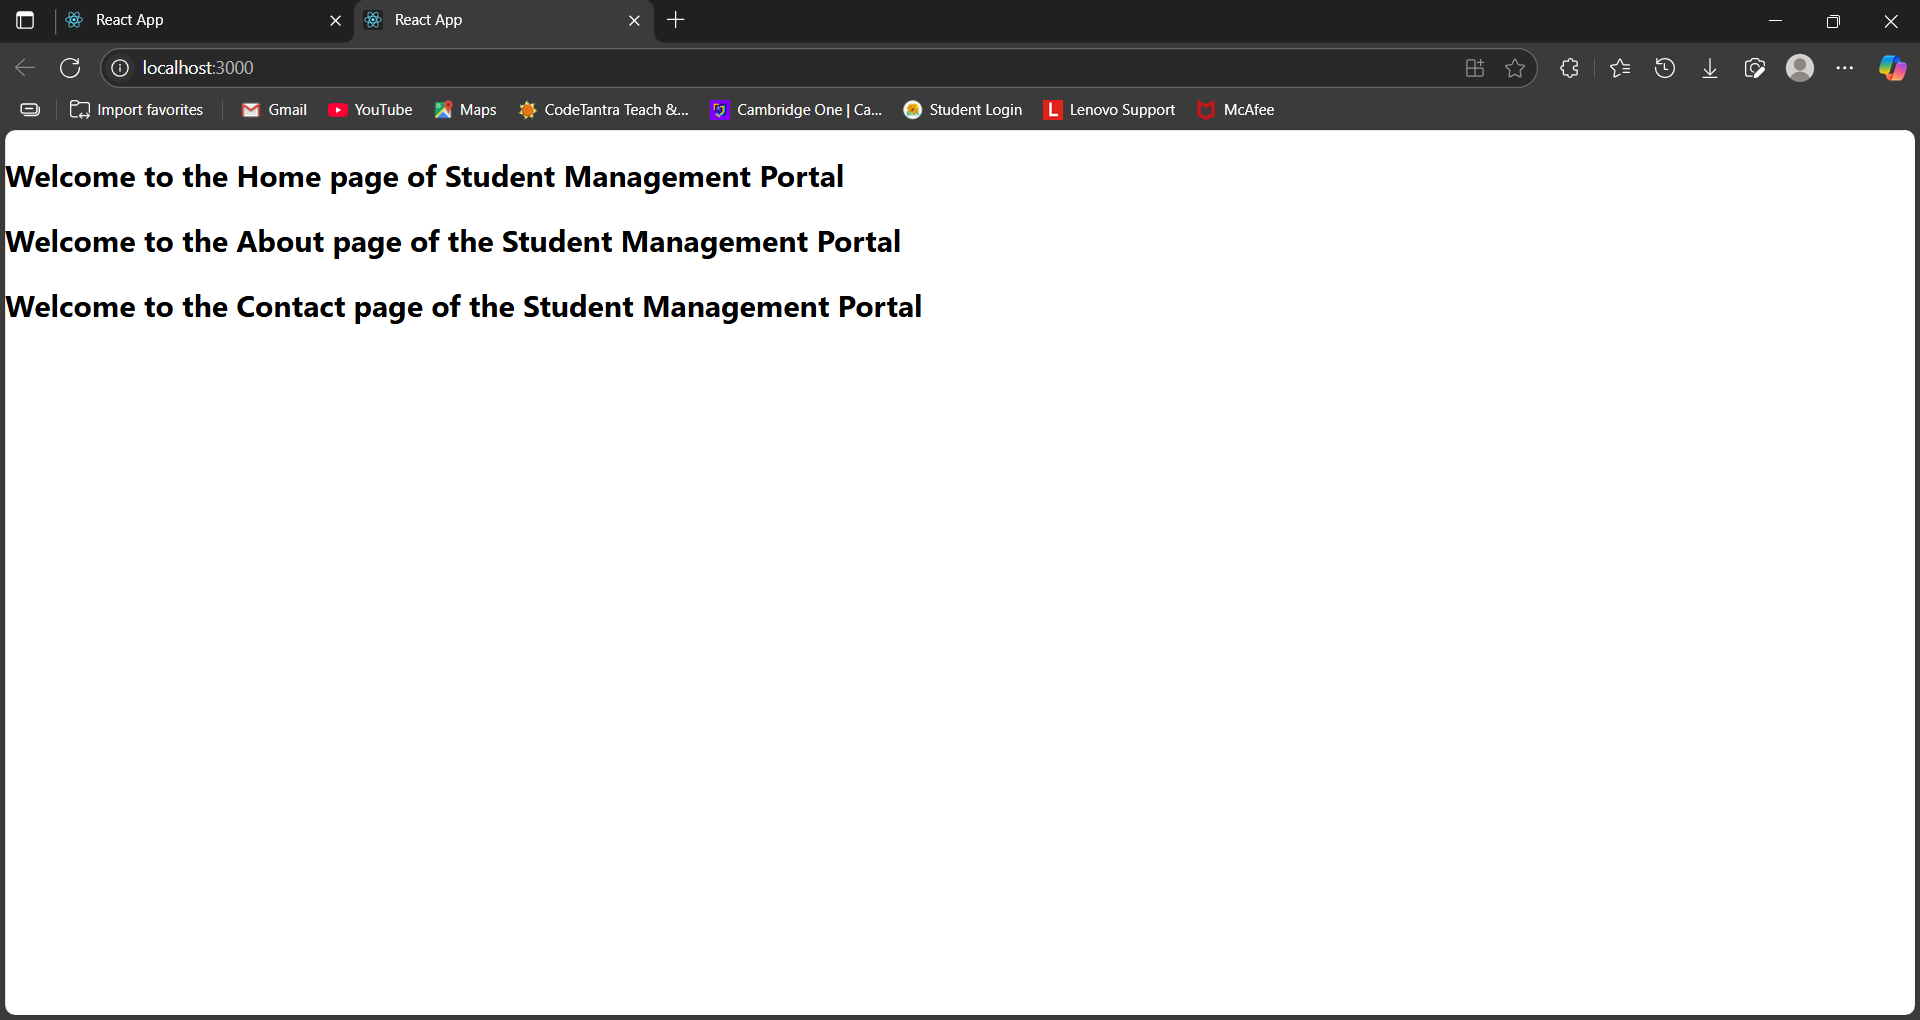 React App
React App
localhost:3000
Import favorites
Gmail
YouTube
Maps
CodeTantra Teach &...
Cambridge One | Ca...
Student Login
L Lenovo Support
McAfee
Welcome to the Home page of Student Management Portal
Welcome to the About page of the Student Management Portal
Welcome to the Contact page of the Student Management Portal